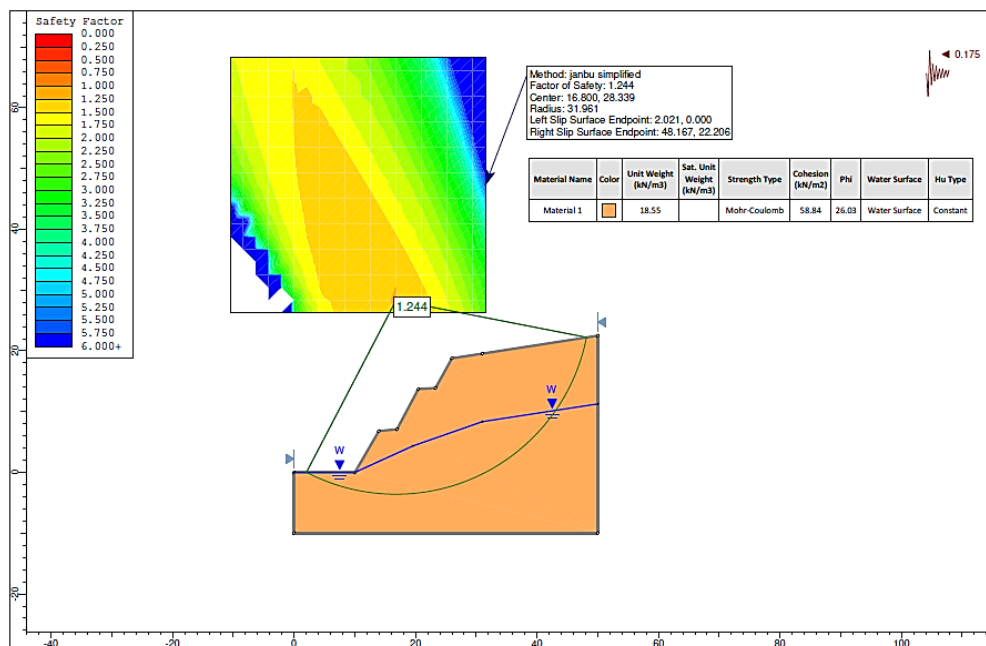 Safety Factor
0.000
0.250
0.500
0.750
1.000
1.250
1.500
1.750
2.000
2.250
2.500
2.750
3.000
3.250
3.500
3.750
4.000
4.250
4.500
4.750
5.000
5.250
5.500
5.750
6.000+
Method: janbu simplified
Factor of Safety: 1.244
Center: 16.800, 28.339
Radius: 31.961
Left Slip Surface Endpoint: 2.021, 0.000
Right Slip Surface Endpoint: 48.167, 22.206
0.175
Material Name Color Unit Weight (kN/m3) Sat. Unit Weight (kN/m3) Strength Type Cohesion (kN/m2) Phi Water Surface Hu Type
Material 1 18.55 Mohr-Coulomb 58.84 26.03 Water Surface Constant
1.244
W
W
60
40
20
0
-20
-40 -20 0 20 40 60 80 100